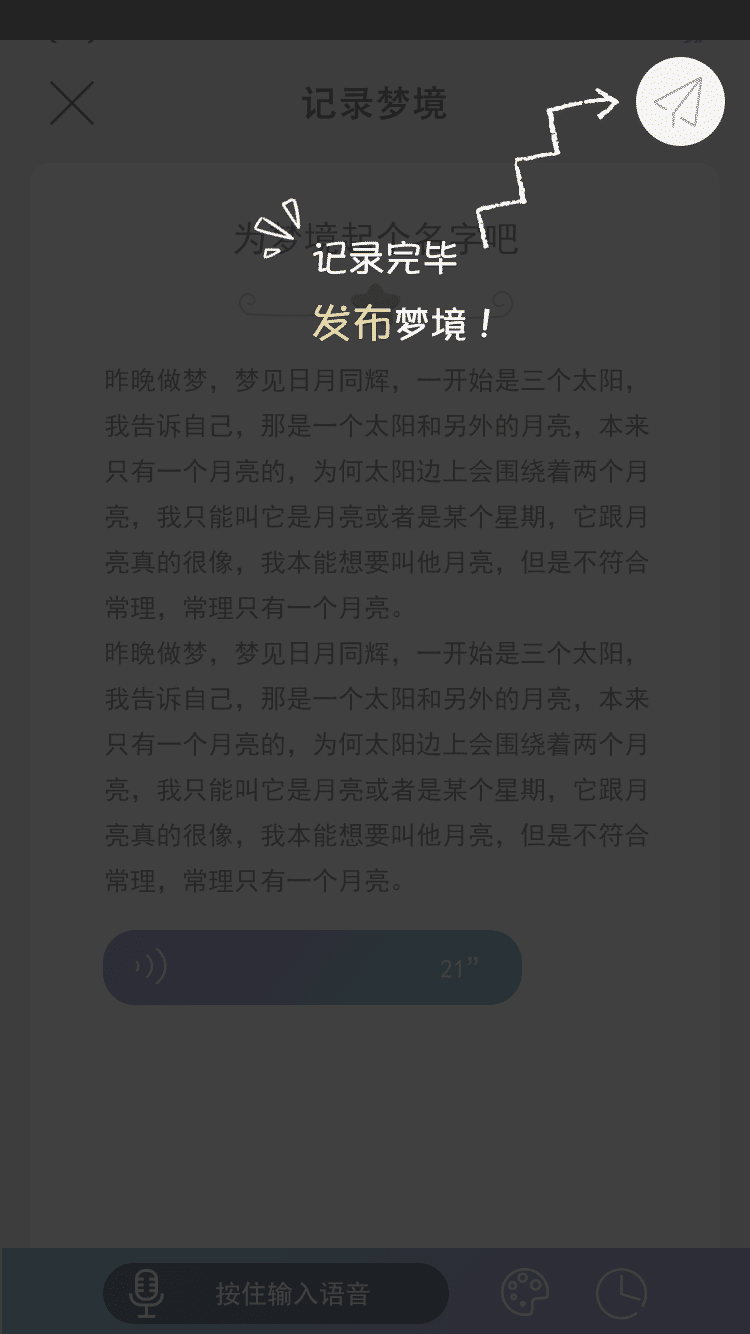 记录梦境
为梦境起个名字吧
记录完毕
发布梦境！
昨晚做梦，梦见日月同辉，一开始是三个太阳，
我告诉自己，那是一个太阳和另外的月亮，本来
只有一个月亮的，为何太阳边上会围绕着两个月
亮，我只能叫它是月亮或者是某个星期，它跟月
亮真的很像，我本能想要叫他月亮，但是不符合
常理，常理只有一个月亮。
昨晚做梦，梦见日月同辉，一开始是三个太阳，
我告诉自己，那是一个太阳和另外的月亮，本来
只有一个月亮的，为何太阳边上会围绕着两个月
亮，我只能叫它是月亮或者是某个星期，它跟月
亮真的很像，我本能想要叫他月亮，但是不符合
常理，常理只有一个月亮。
21”
按住输入语音